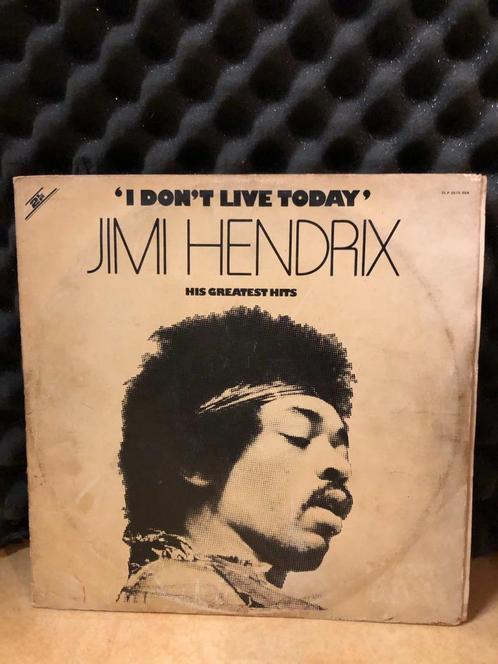 ‘I DON'T LIVE TODAY’
JIMI HENDRIX
HIS GREATEST HITS